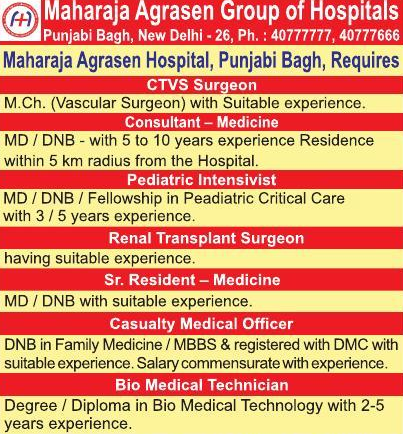 Maharaja Agrasen Group of Hospitals
Punjabi Bagh, New Delhi - 26, Ph. : 40777777, 40777666
Maharaja Agrasen Hospital, Punjabi Bagh, Requires
CTVS Surgeon
M.Ch. (Vascular Surgeon) with Suitable experience.
Consultant – Medicine
MD / DNB - with 5 to 10 years experience Residence
within 5 km radius from the Hospital.
Pediatric Intensivist
MD / DNB / Fellowship in Peadiatric Critical Care
with 3 / 5 years experience.
Renal Transplant Surgeon
having suitable experience.
Sr. Resident – Medicine
MD / DNB with suitable experience.
Casualty Medical Officer
DNB in Family Medicine / MBBS & registered with DMC with
suitable experience. Salary commensurate with experience.
Bio Medical Technician
Degree / Diploma in Bio Medical Technology with 2-5
years experience.